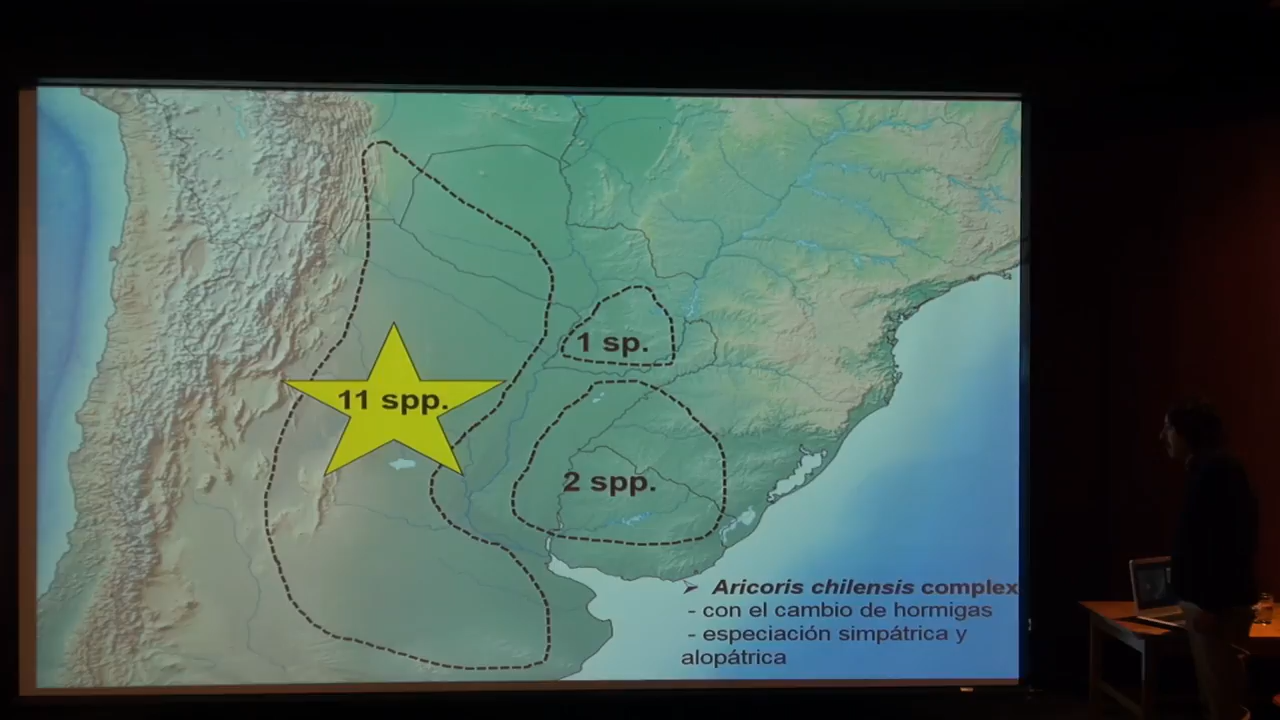 1 sp.
11 spp.
2 spp.
➢ Aricoris chilensis complex
- con el cambio de hormigas
- especiación simpátrica y
alopátrica